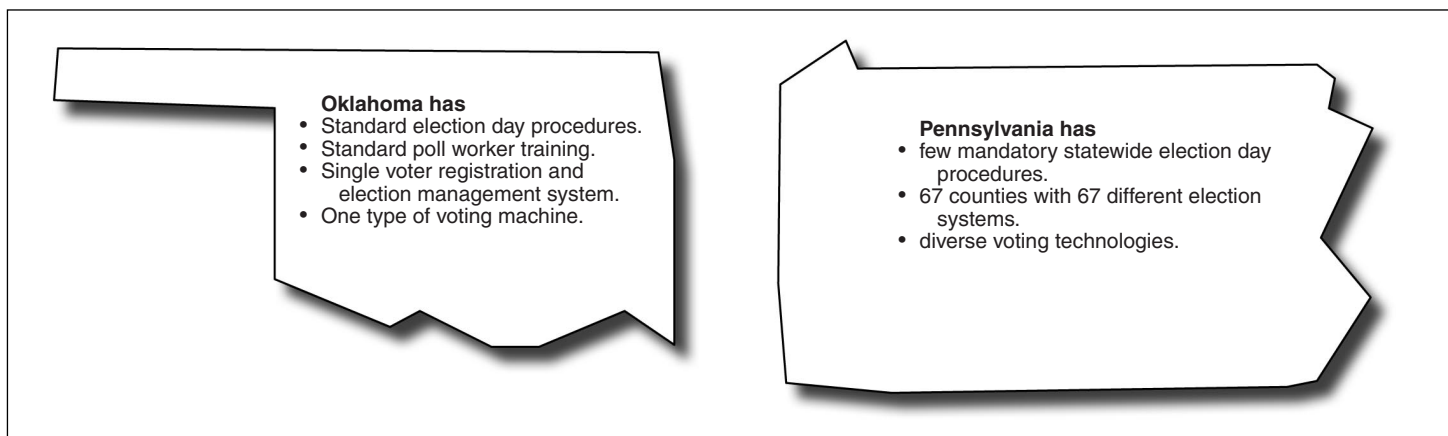 Oklahoma has
• Standard election day procedures.
• Standard poll worker training.
• Single voter registration and
election management system.
• One type of voting machine.
Pennsylvania has
• few mandatory statewide election day
procedures.
• 67 counties with 67 different election
systems.
• diverse voting technologies.